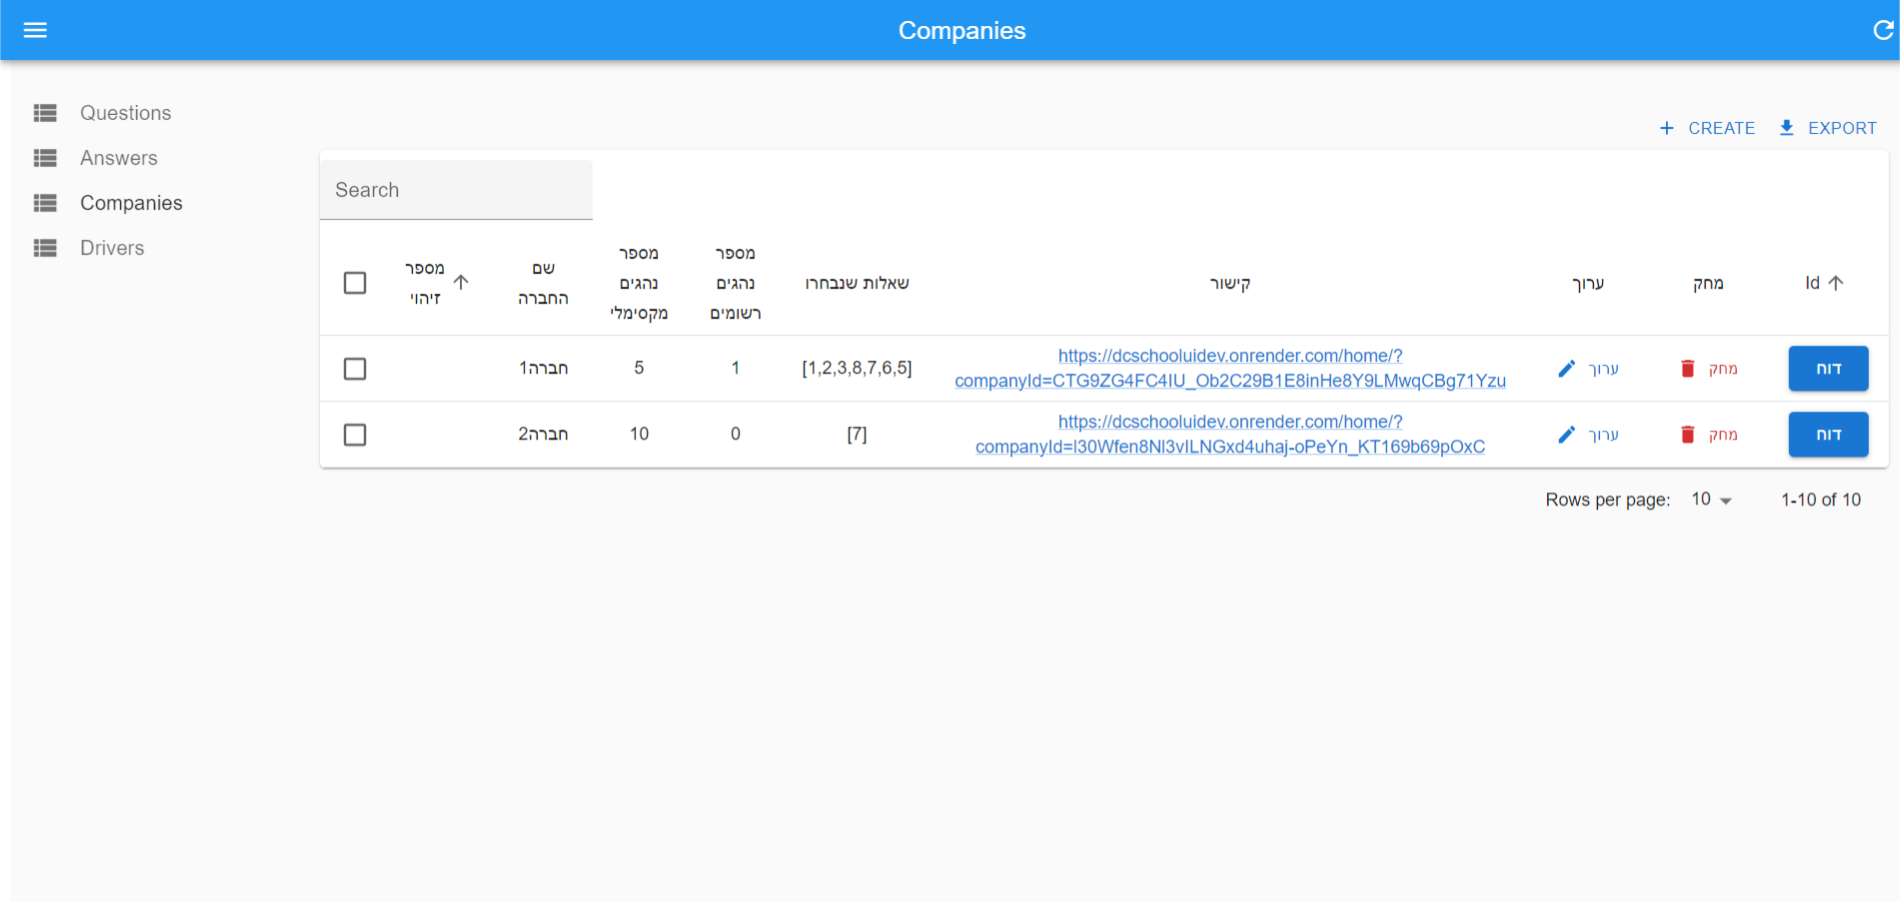 Companies
Questions
Answers
Companies
Drivers
CREATE
EXPORT
Search
מספר זיהוי
שם החברה
מספר נהגים מקסימלי
מספר נהגים רשומים
שאלות שנבחרו
קישור
ערוך
מחק
Id
חברה1
5
1
[1,2,3,8,7,6,5]
https://dcschooluidev.onrender.com/home/?
companyId=CTG9ZG4FC4IU_Ob2C29B1E8inHe8Y9LMwqCBg71Yzu
ערוך
מחק
דוח
חברה2
10
0
[7]
https://dcschooluidev.onrender.com/home/?
companyId=l30Wfen8Nl3vlLNGxd4uhaj-oPeYn_KT169b69pOxC
ערוך
מחק
דוח
Rows per page: 10 1-10 of 10